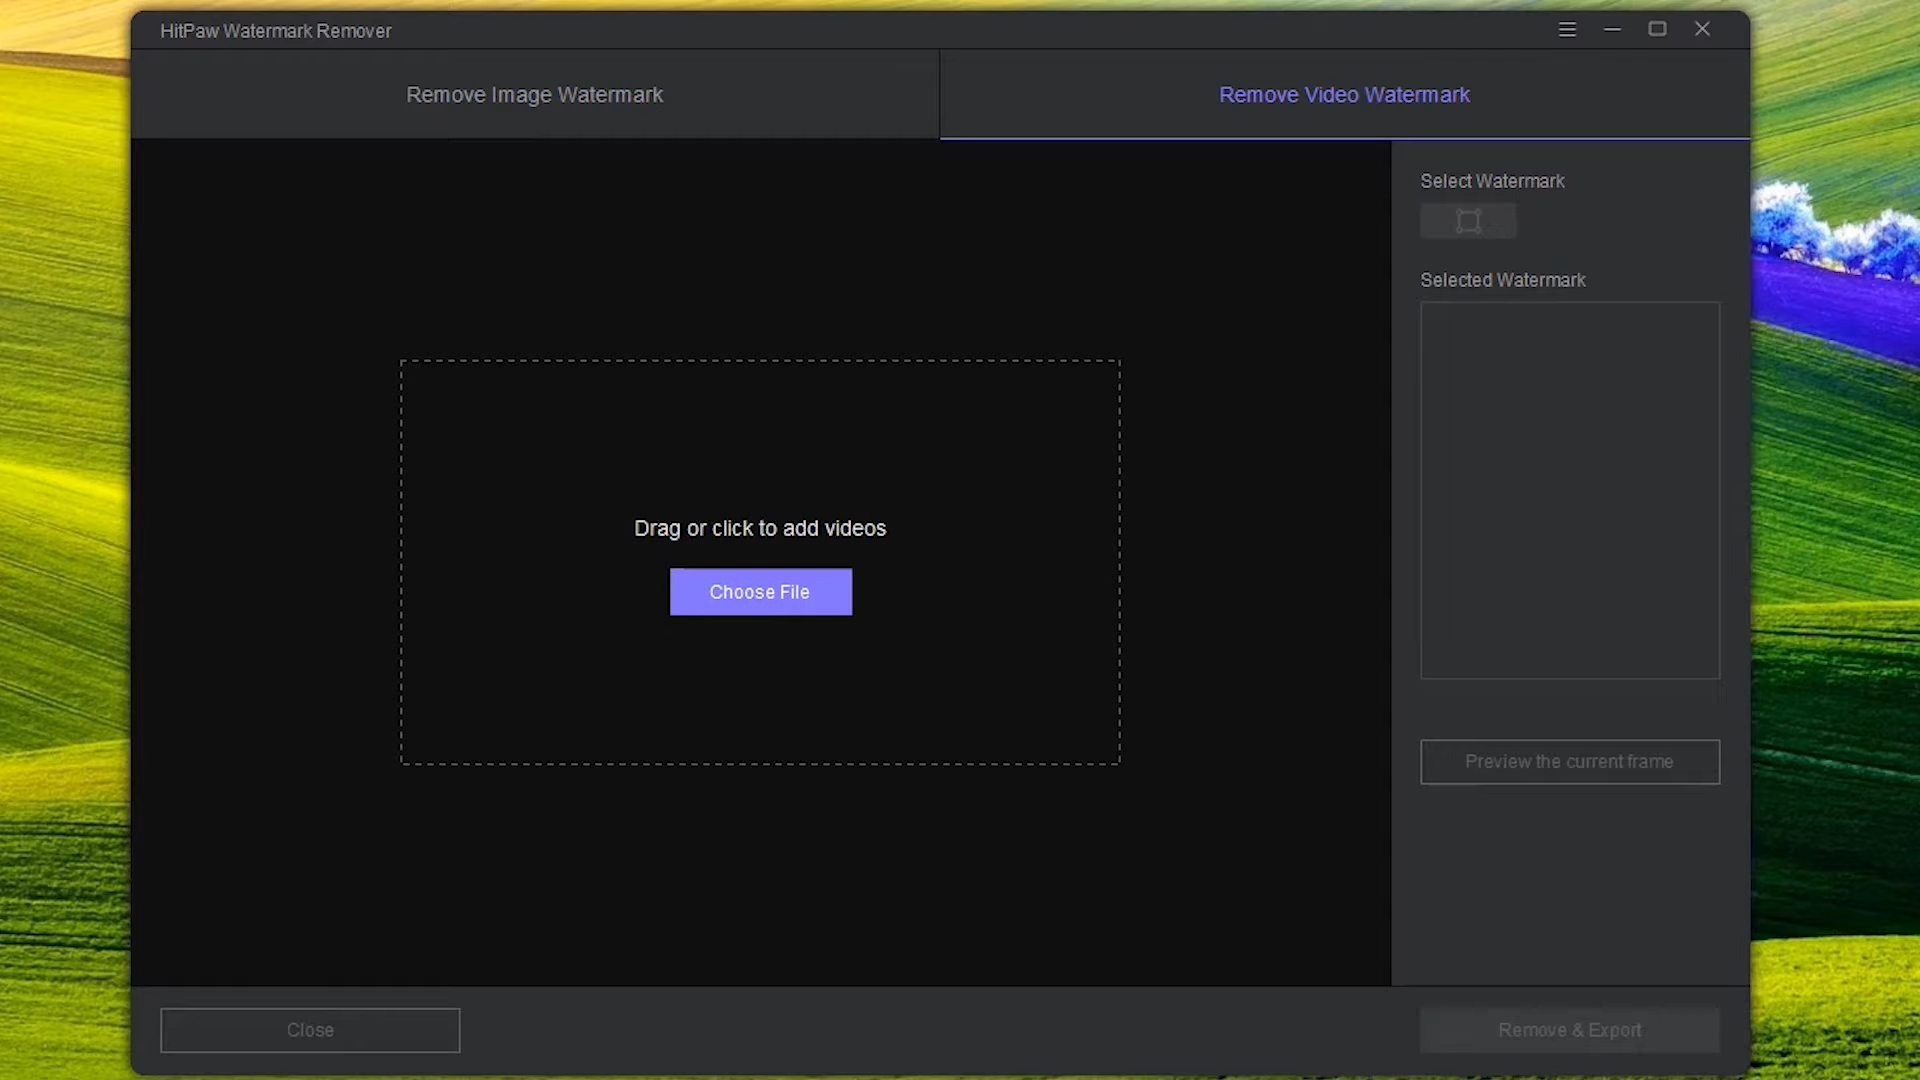 HitPaw Watermark Remover
Remove Image Watermark
Remove Video Watermark
Select Watermark
Selected Watermark
Drag or click to add videos
Choose File
Preview the current frame
Close
Remove & Export